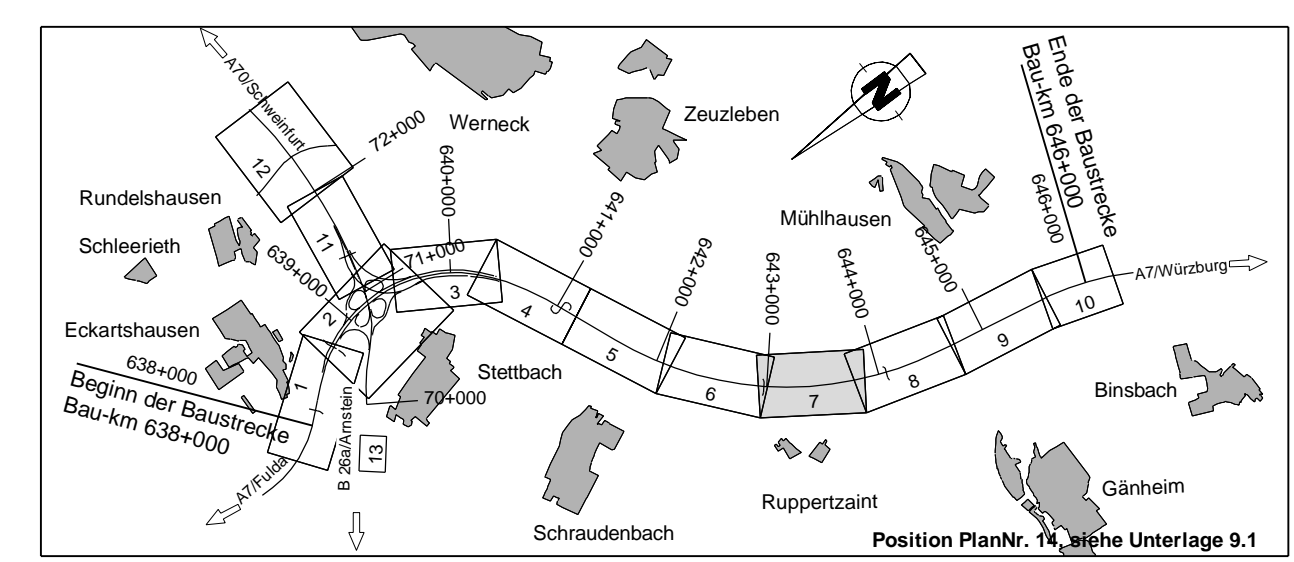 A70/Schweinfurt
Werneck
Zeuzleben
N
Ende der Baustrecke
Bau-km 646+000
646+000
12
72+000
640+000
Rundelshausen
Schleerieth
11
639+000
71+000
641+000
Mühlhausen
642+000
643+000
644+000
645+000
A7/Würzburg
Eckartshausen
638+000
Beginn der Baustrecke
Bau-km 638+000
1
2
3
4
5
6
7
8
9
10
Stettbach
70+000
Binsbach
A7/Fulda
B 26a/Arnstein
13
Schraudenbach
Ruppertzaint
Gänheim
Position PlanNr. 14, siehe Unterlage 9.1